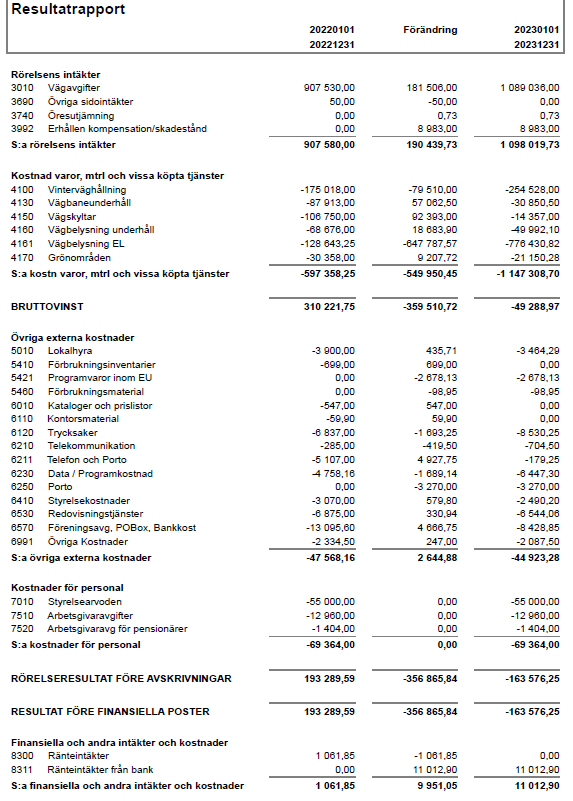 Resultatrapport
20220101 Förändring 20230101
20221231 20231231
Rörelsens intäkter
3010 Vägavgifter 907 530,00 181 506,00 1 089 036,00
3690 Övriga sidointäkter 50,00 -50,00 0,00
3740 Öresutjämning 0,00 0,73 0,73
3992 Erhållen kompensation/skadestånd 0,00 8 983,00 8 983,00
S:a rörelsens intäkter 907 580,00 190 439,73 1 098 019,73
Kostnad varor, mtrl och vissa köpta tjänster
4100 Vinterväghållning -175 018,00 -79 510,00 -254 528,00
4130 Vägbaneunderhåll -87 913,00 57 062,50 -30 850,50
4150 Vägskyltar -106 750,00 92 393,00 -14 357,00
4160 Vägbelysning underhåll -68 676,00 18 683,90 -49 992,10
4161 Vägbelysning EL -128 643,25 -647 787,57 -776 430,82
4170 Grönområden -30 358,00 9 207,72 -21 150,28
S:a kostn varor, mtrl och vissa köpta tjänster -597 358,25 -549 950,45 -1 147 308,70
BRUTTOVINST 310 221,75 -359 510,72 -49 288,97
Övriga externa kostnader
5010 Lokalhyra -3 900,00 435,71 -3 464,29
5410 Förbrukningsinventarier -699,00 699,00 0,00
5421 Programvaror inom EU 0,00 -2 678,13 -2 678,13
5460 Förbrukningsmaterial 0,00 -98,95 -98,95
6010 Kataloger och prislistor -547,00 547,00 0,00
6110 Kontorsmaterial -59,90 59,90 0,00
6120 Trycksaker -6 837,00 -1 693,25 -8 530,25
6210 Telekommunikation -285,00 -419,50 -704,50
6211 Telefon och Porto -5 107,00 4 927,75 -179,25
6230 Data / Programkostnad -4 758,16 -1 689,14 -6 447,30
6250 Porto 0,00 -3 270,00 -3 270,00
6410 Styrelsekostnader -3 070,00 579,80 -2 490,20
6530 Redovisningstjänster -6 875,00 330,94 -6 544,06
6570 Föreningsavg, POBox, Bankkost -13 095,60 4 666,75 -8 428,85
6991 Övriga Kostnader -2 334,50 247,00 -2 087,50
S:a övriga externa kostnader -47 568,16 2 644,88 -44 923,28
Kostnader för personal
7010 Styrelsearvoden -55 000,00 0,00 -55 000,00
7510 Arbetsgivaravgifter -12 960,00 0,00 -12 960,00
7520 Arbetsgivaravg för pensionärer -1 404,00 0,00 -1 404,00
S:a kostnader för personal -69 364,00 0,00 -69 364,00
RÖRELSERESULTAT FÖRE AVSKRIVNINGAR 193 289,59 -356 865,84 -163 576,25
RESULTAT FÖRE FINANSIELLA POSTER 193 289,59 -356 865,84 -163 576,25
Finansiella och andra intäkter och kostnader
8300 Ränteintäkter 1 061,85 -1 061,85 0,00
8311 Ränteintäkter från bank 0,00 11 012,90 11 012,90
S:a finansiella och andra intäkter och kostnader 1 061,85 9 951,05 11 012,90